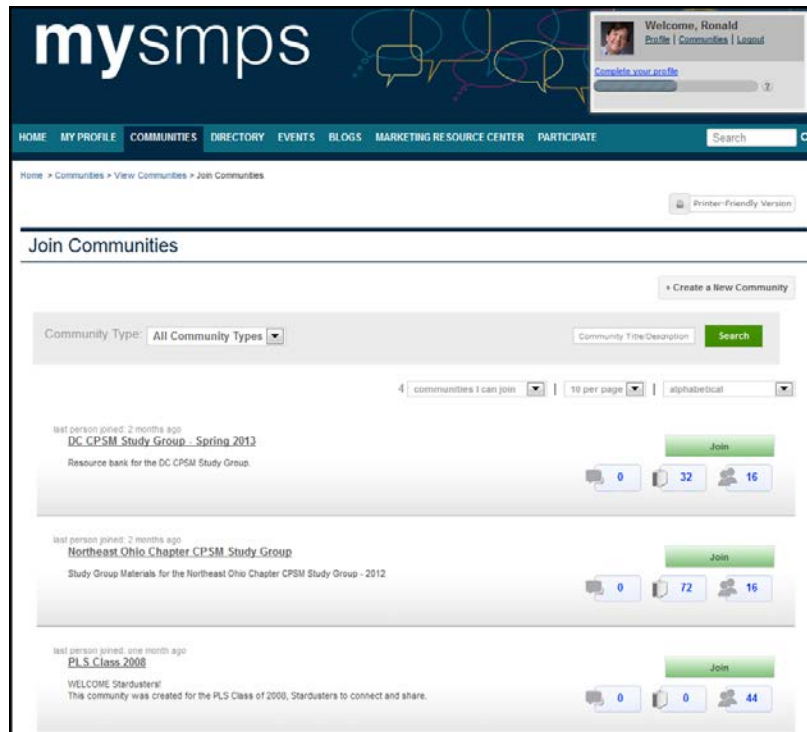 mysmps
Welcome, Ronald
Profile | Communities | Logout
Complete your profile
?
HOME MY PROFILE COMMUNITIES DIRECTORY EVENTS BLOGS MARKETING RESOURCE CENTER PARTICIPATE Search
Home > Communities > View Communities > Join Communities
Printer-Friendly Version
Join Communities
Create a New Community
Community Type: All Community Types Community Title/Description Search
4 communities I can join | 10 per page | alphabetical
last person joined: 2 months ago
DC CPSM Study Group - Spring 2013
Join
Resource bank for the DC CPSM Study Group.
0 32 16
last person joined: 2 months ago
Northeast Ohio Chapter CPSM Study Group
Join
Study Group Materials for the Northeast Ohio Chapter CPSM Study Group - 2012
0 72 16
last person joined: one month ago
PLS Class 2008
Join
WELCOME Stardusters!
This community was created for the PLS Class of 2008, Stardusters to connect and share.
0 0 44